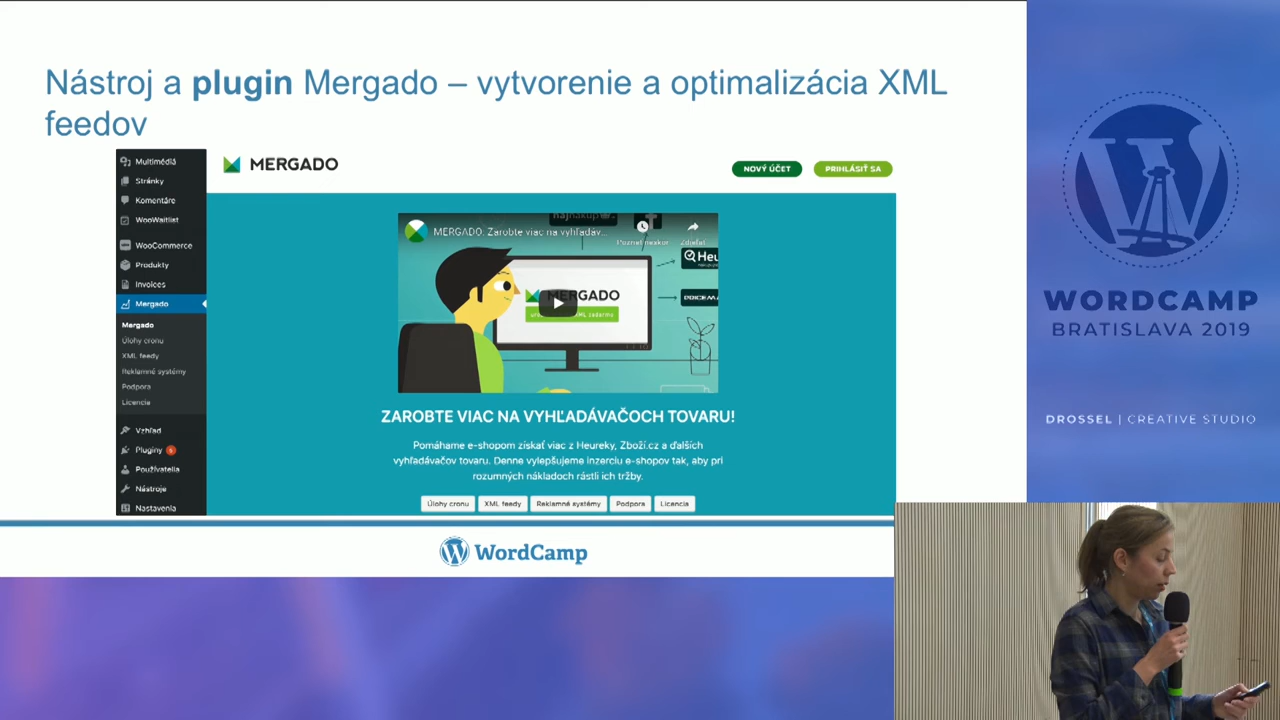 Nástroj a plugin Mergado – vytvorenie a optimalizácia XML
feedov
Multimédiá
Stránky
Komentáre
WooWaitlist
WooCommerce
Produkty
Invoices
Mergado
Mergado
Úlohy cronu
XML feedy
Reklamné systémy
Podpora
Licencia
Vzhľad
Pluginy
Používatelia
Nástroje
Nastavenia
MERGADO
NOVÝ ÚČET
PRIHLÁSIŤ SA
MERGADO: Zarobte viac na vyhľadáv...
Pozrieť neskôr
Zdieľať
Heu
MERGADO
ZAROBTE VIAC NA VYHĽADÁVAČOCH TOVARU!
Pomáhame e-shopom získať viac z Heureky, Zboží.cz a ďalších
vyhľadávačov tovaru. Denne vylepšujeme inzerciu e-shopov tak, aby pri
rozumných nákladoch rástli ich tržby.
Úlohy cronu
XML feedy
Reklamné systémy
Podpora
Licencia
WordCamp
WORDCAMP
BRATISLAVA 2019
DROSSEL | CREATIVE STUDIO